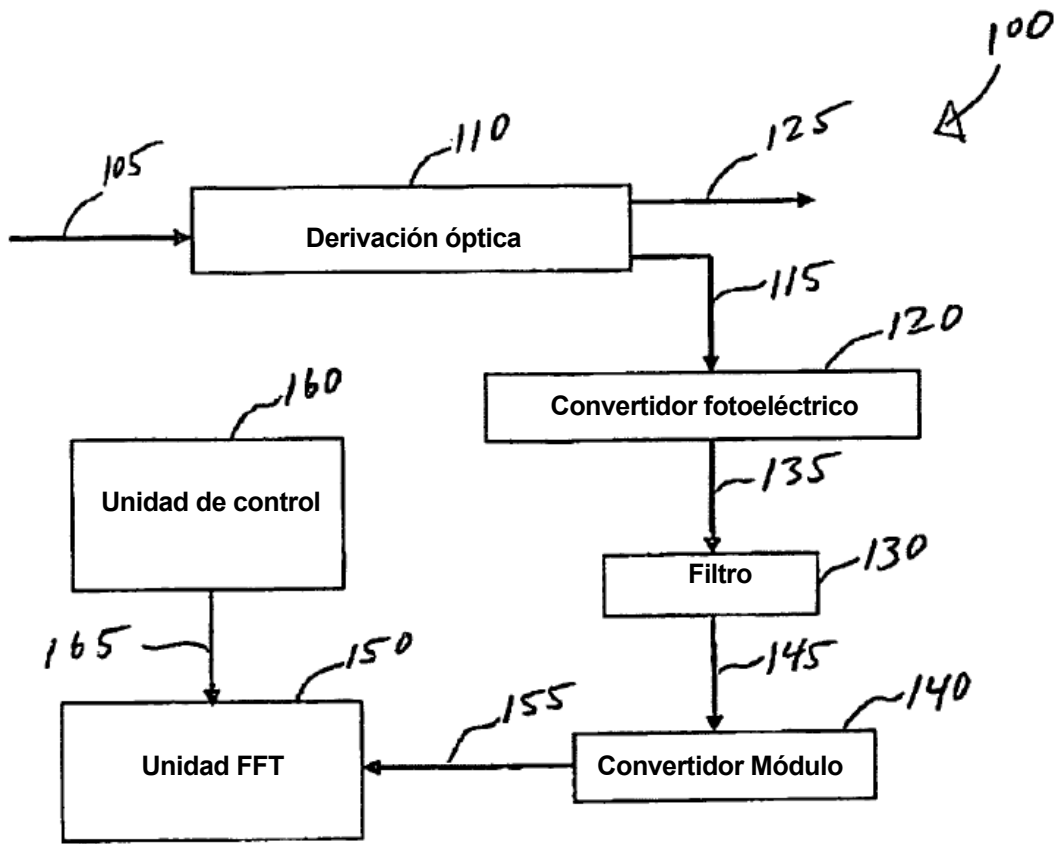 100
110
125
105
Derivación óptica
115
120
160
Convertidor fotoeléctrico
135
Unidad de control
130
Filtro
165
150
145
140
155
Unidad FFT
Convertidor Módulo